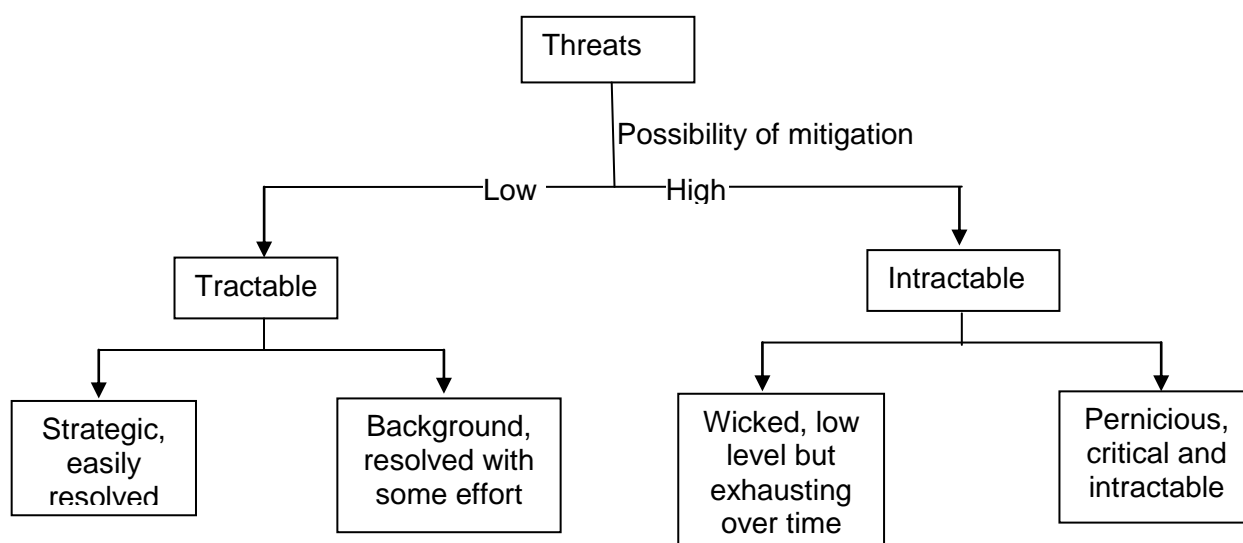 Threats
Possibility of mitigation
Low
High
Tractable
Intractable
Strategic,
easily
resolved
Background,
resolved with
some effort
Wicked, low
level but
exhausting
over time
Pernicious,
critical and
intractable